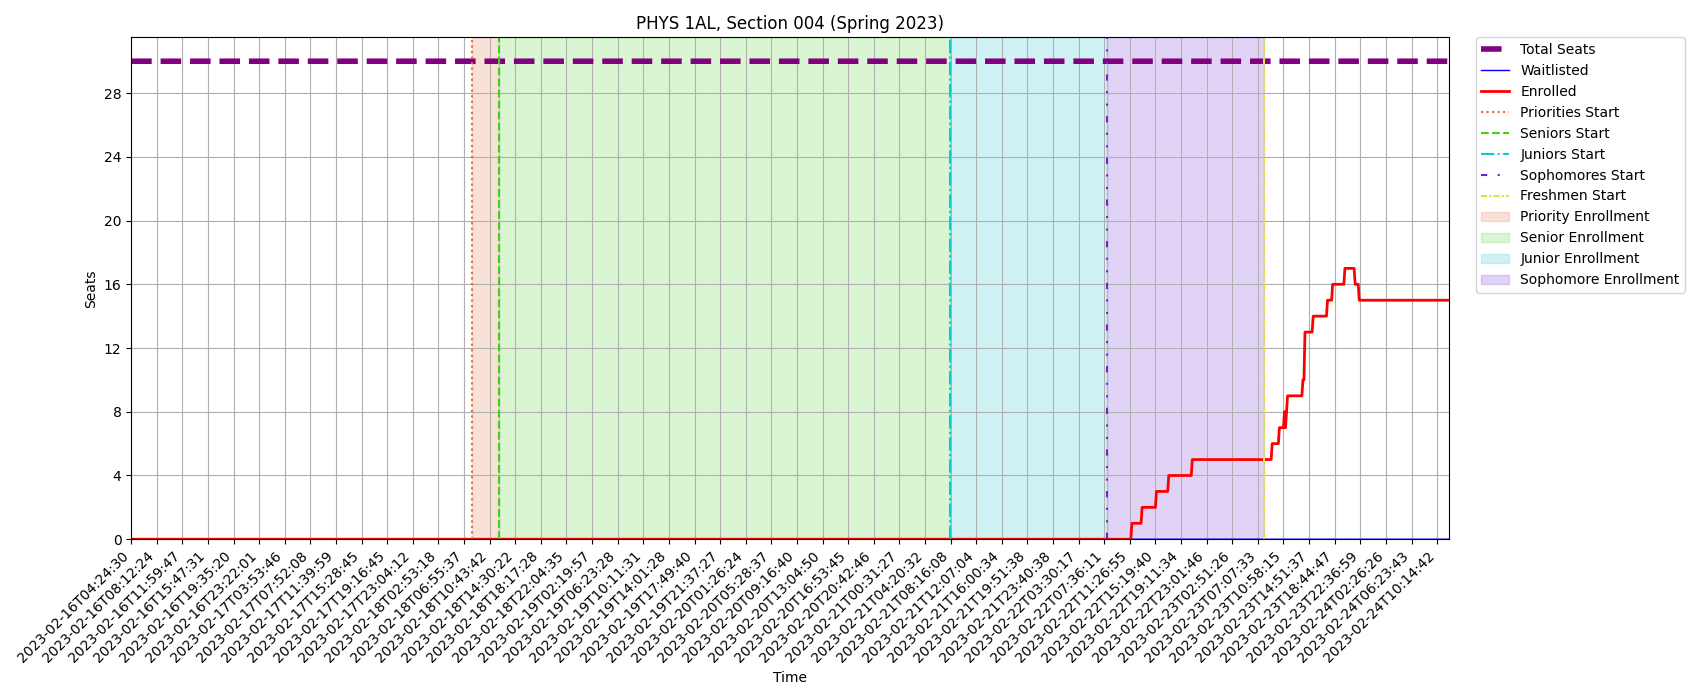 PHYS 1AL, Section 004 (Spring 2023)
Total Seats
Waitlisted
Enrolled
Priorities Start
Seniors Start
Juniors Start
Sophomores Start
Freshmen Start
Priority Enrollment
Senior Enrollment
Junior Enrollment
Sophomore Enrollment
Seats
28
24
20
16
12
8
4
0
2023-02-16T04:24:30
2023-02-16T08:12:24
2023-02-16T11:59:47
2023-02-16T15:47:31
2023-02-16T19:35:20
2023-02-16T23:22:01
2023-02-17T03:53:46
2023-02-17T07:52:08
2023-02-17T11:39:59
2023-02-17T15:28:45
2023-02-17T19:16:45
2023-02-17T23:04:12
2023-02-18T02:53:18
2023-02-18T06:55:37
2023-02-18T10:43:42
2023-02-18T14:30:22
2023-02-18T18:17:28
2023-02-18T22:04:35
2023-02-19T02:19:57
2023-02-19T06:23:28
2023-02-19T10:11:31
2023-02-19T14:01:28
2023-02-19T17:49:40
2023-02-19T21:37:27
2023-02-20T01:26:24
2023-02-20T05:28:37
2023-02-20T09:16:40
2023-02-20T13:04:50
2023-02-20T16:53:45
2023-02-20T20:42:46
2023-02-21T00:31:27
2023-02-21T04:20:32
2023-02-21T08:16:08
2023-02-21T12:07:04
2023-02-21T16:00:34
2023-02-21T19:51:38
2023-02-21T23:40:38
2023-02-22T03:30:17
2023-02-22T07:36:11
2023-02-22T11:26:55
2023-02-22T15:19:40
2023-02-22T19:11:34
2023-02-22T23:01:46
2023-02-23T02:51:26
2023-02-23T07:07:33
2023-02-23T10:58:15
2023-02-23T14:51:37
2023-02-23T18:44:47
2023-02-23T22:36:59
2023-02-24T02:26:26
2023-02-24T06:23:43
2023-02-24T10:14:42
Time